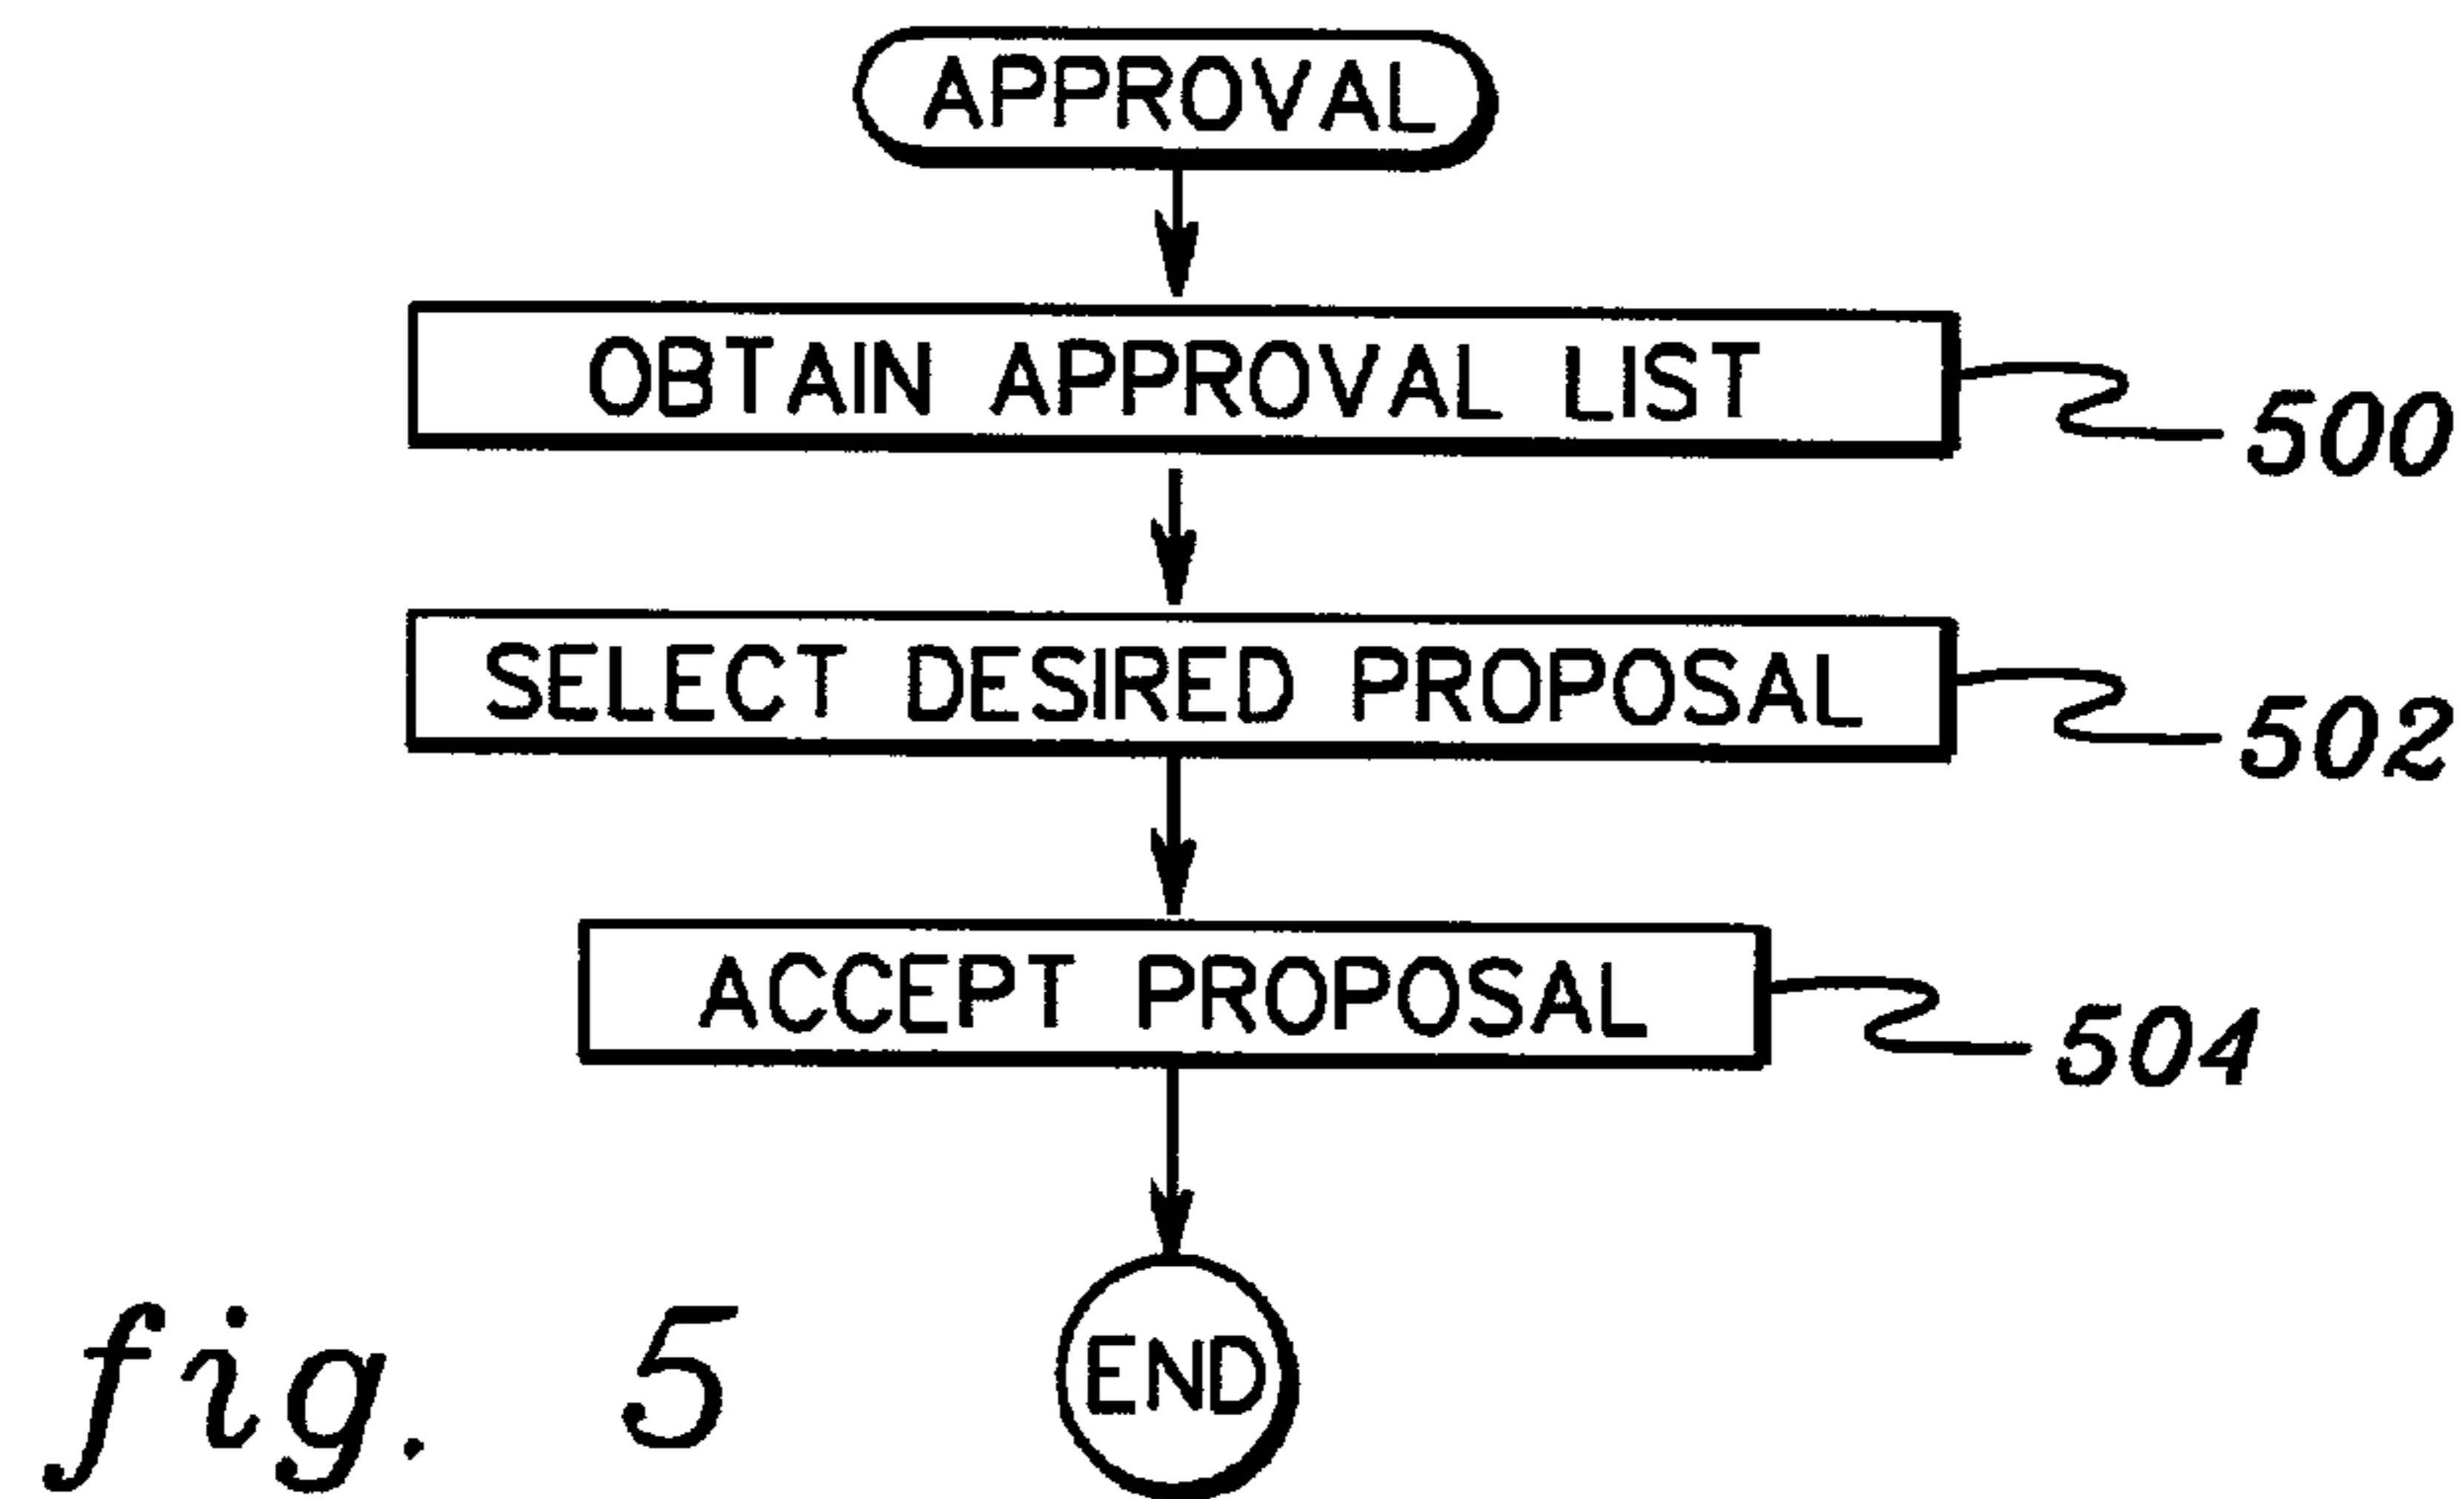 APPROVAL
OBTAIN APPROVAL LIST
500
SELECT DESIRED PROPOSAL
502
ACCEPT PROPOSAL
504
END
fig. 5